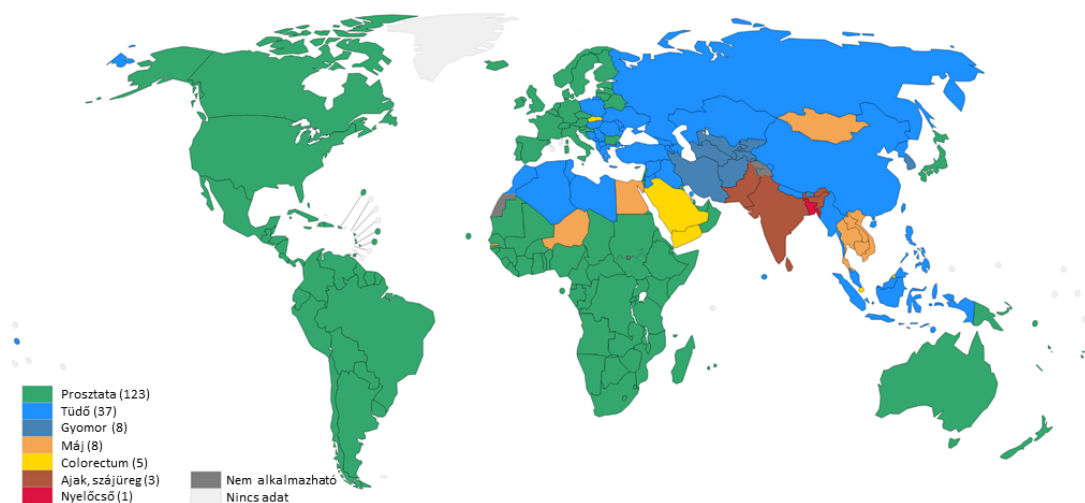 Prosztata (123)
Tüdő (37)
Gyomor (8)
Máj (8)
Colorectum (5)
Ajak, szájüreg (3)
Nyelőcső (1)
Nem alkalmazható
Nincs adat